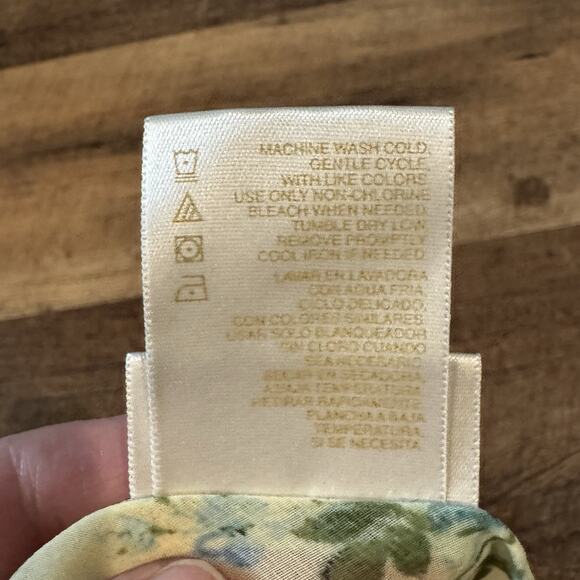 MACHINE WASH COLD
GENTLE CYCLE
WITH LIKE COLORS
USE ONLY NON-CHLORINE
BLEACH WHEN NEEDED
TUMBLE DRY LOW
REMOVE PROMPTLY
COOL IRON IF NEEDED
LAVAR EN LAVADORA
CON AGUA FRIA
CICLO DELICADO
CON COLORES SIMILARES
USAR SOLO BLANQUEADOR
SIN CLORO CUANDO
SEA NECESARIO
SECAR EN SECADORA
A BAJA TEMPERATURA
RETIRAR RAPIDAMENTE
PLANCHA A BAJA
TEMPERATURA
SI SE NECESITA